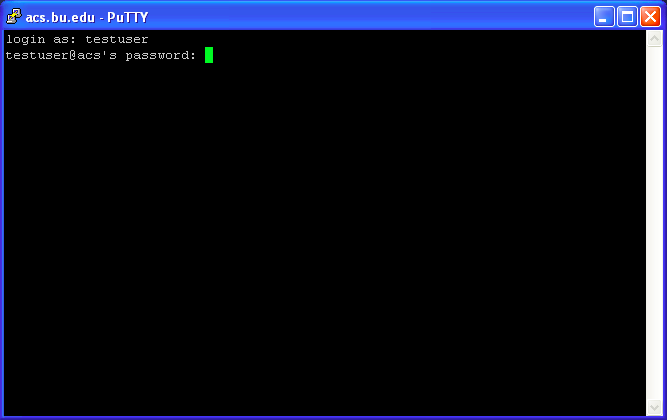 acs.bu.edu - PuTTY
login as: testuser
testuser@acs's password: